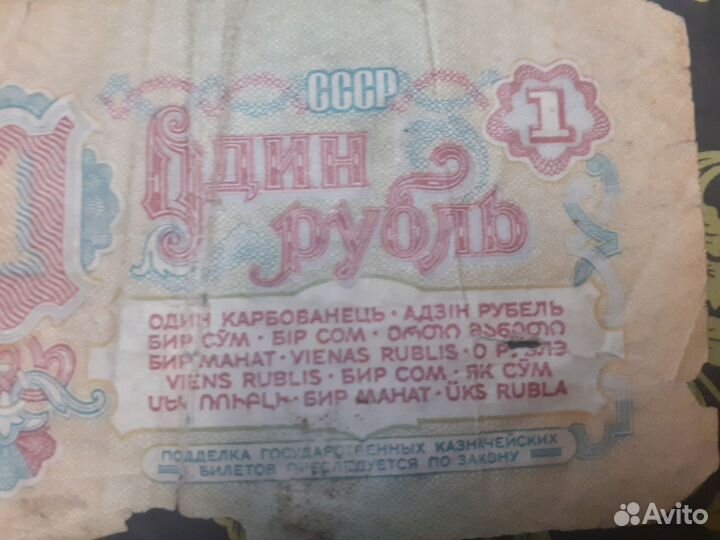 СССР
1
Один
рубль
ОДИН КАРБОВАНЕЦЬ · АДЗІН РУБЕЛЬ
БИР СЎМ · БІР СОМ · ერთი მანეთი
БИР МАНАТ · VIENAS RUBLIS · О РУБЛЭ
VIENS RUBLIS · БИР СОМ · ЯК СЎМ
ՄԵԿ ՌՈՒԲԼԻ · БИР МАНАТ · ÜKS RUBLA
ПОДДЕЛКА ГОСУДАРСТВЕННЫХ КАЗНАЧЕЙСКИХ
БИЛЕТОВ ПРЕСЛЕДУЕТСЯ ПО ЗАКОНУ
Avito